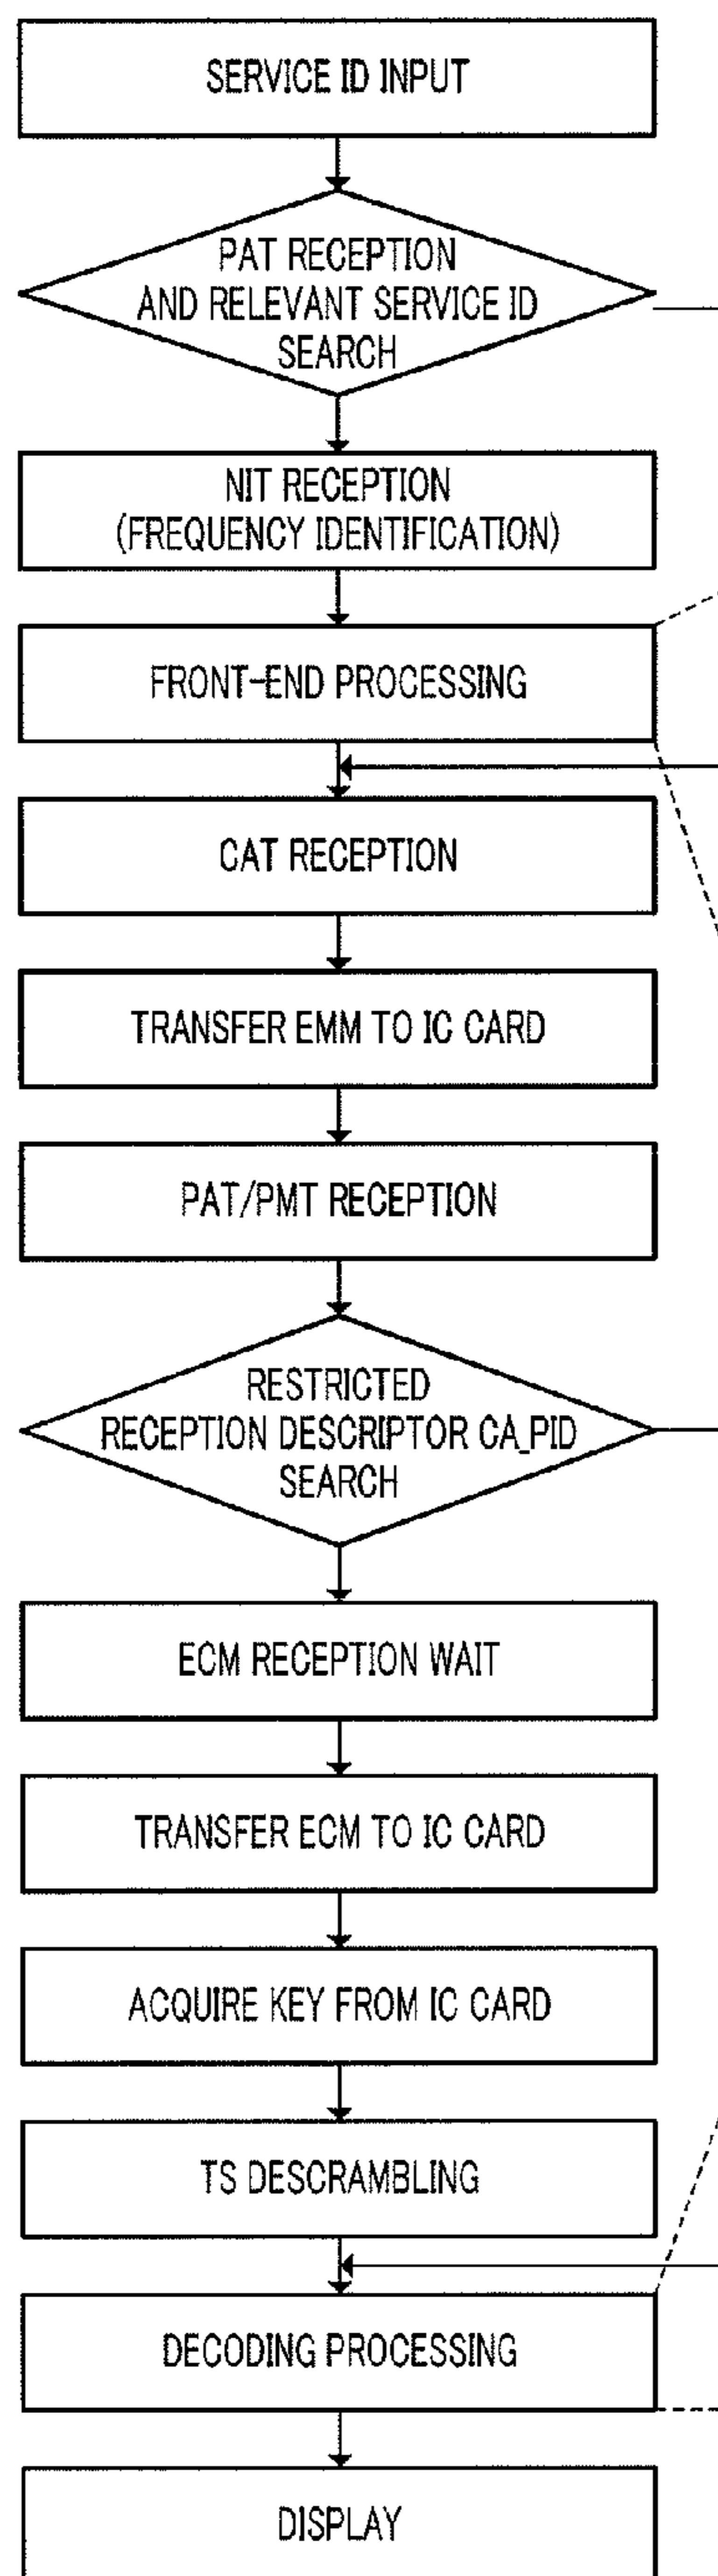 SERVICE ID INPUT
PAT RECEPTION
AND RELEVANT SERVICE ID
SEARCH
NIT RECEPTION
(FREQUENCY IDENTIFICATION)
FRONT-END PROCESSING
CAT RECEPTION
TRANSFER EMM TO IC CARD
PAT/PMT RECEPTION
RESTRICTED
RECEPTION DESCRIPTOR CA_PID
SEARCH
ECM RECEPTION WAIT
TRANSFER ECM TO IC CARD
ACQUIRE KEY FROM IC CARD
TS DESCRAMBLING
DECODING PROCESSING
DISPLAY